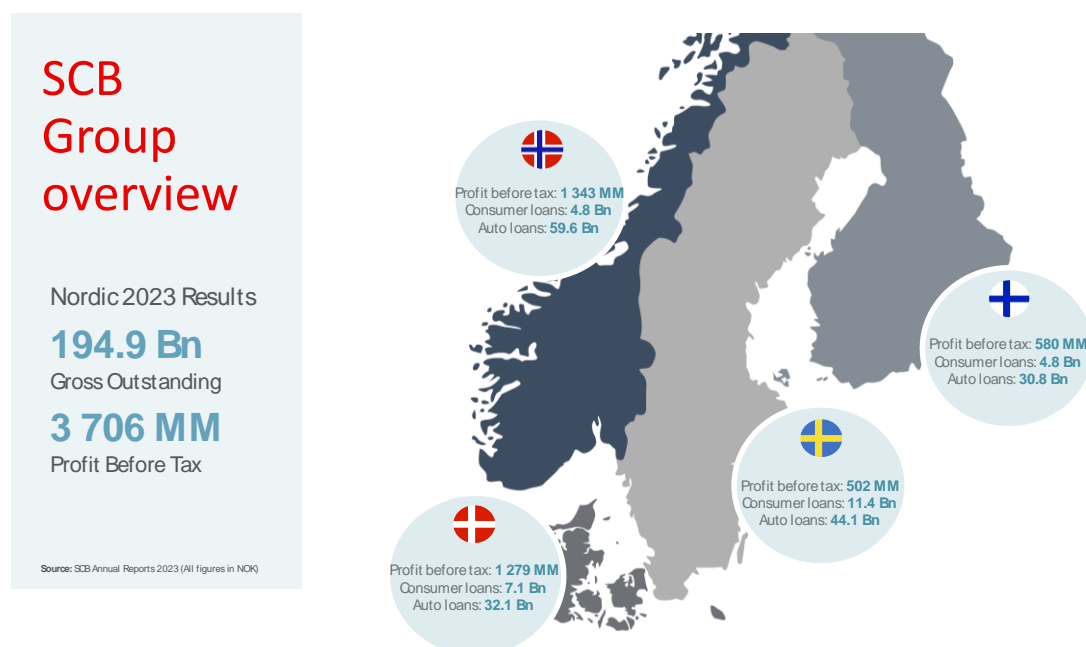 SCB
Group
overview
Nordic 2023 Results
194.9 Bn
Gross Outstanding
3 706 MM
Profit Before Tax
Source: SCB Annual Reports 2023 (All figures in NOK)
Profit before tax: 1 343 MM
Consumer loans: 4.8 Bn
Auto loans: 59.6 Bn
Profit before tax: 580 MM
Consumer loans: 4.8 Bn
Auto loans: 30.8 Bn
Profit before tax: 502 MM
Consumer loans: 11.4 Bn
Auto loans: 44.1 Bn
Profit before tax: 1 279 MM
Consumer loans: 7.1 Bn
Auto loans: 32.1 Bn